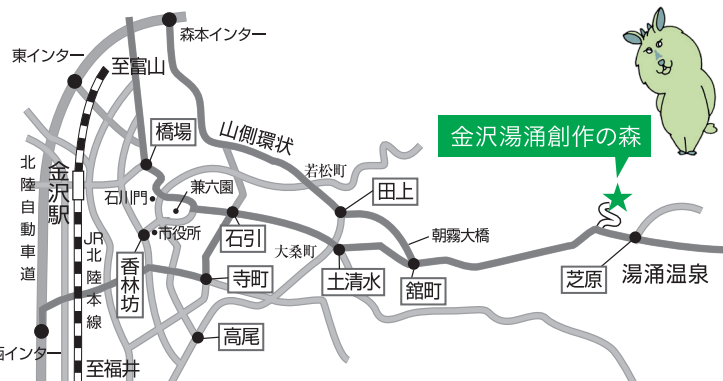 森本インター
東インター
至富山
橋場
山側環状
金沢湯涌創作の森
若松町
北陸自動車道
金沢駅
石川門
兼六園
田上
市役所
石引
朝霧大橋
JR北陸本線
大桑町
香林坊
寺町
土清水
舘町
芝原
湯涌温泉
高尾
インター
至福井